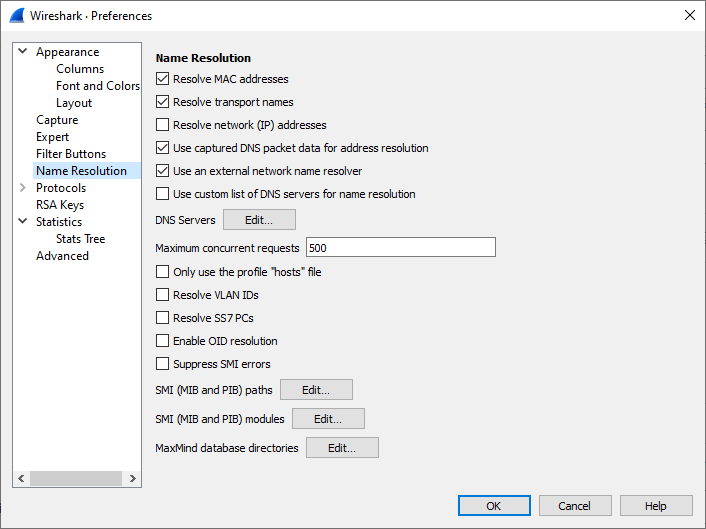 Wireshark · Preferences
Appearance
Columns
Font and Colors
Layout
Capture
Expert
Filter Buttons
Name Resolution
Protocols
RSA Keys
Statistics
Stats Tree
Advanced
Name Resolution
Resolve MAC addresses
Resolve transport names
Resolve network (IP) addresses
Use captured DNS packet data for address resolution
Use an external network name resolver
Use custom list of DNS servers for name resolution
DNS Servers Edit...
Maximum concurrent requests 500
Only use the profile "hosts" file
Resolve VLAN IDs
Resolve SS7 PCs
Enable OID resolution
Suppress SMI errors
SMI (MIB and PIB) paths Edit...
SMI (MIB and PIB) modules Edit...
MaxMind database directories Edit...
OK Cancel Help